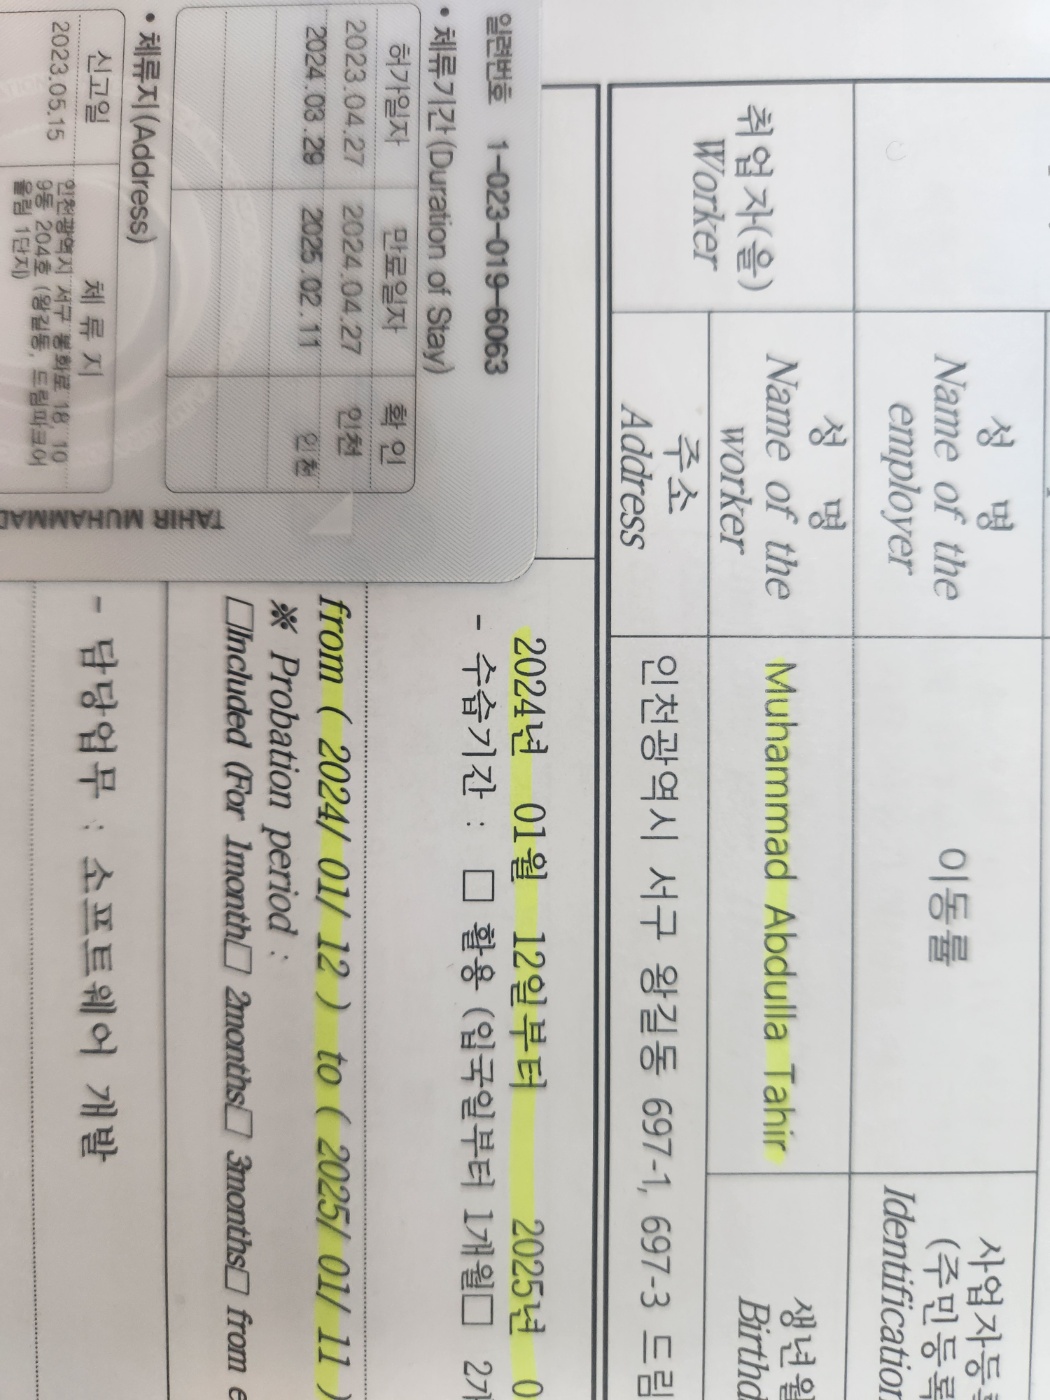 일련번호 1-023-019-6063
• 체류기간(Duration of Stay)
허가일자 만료일자 확인
2023.04.27 2024.04.27 인천
2024.03.29 2025.02.11 인천
• 체류지(Address)
신고일 체류지
2023.05.15 인천광역시 서구 봉화로 18, 10
9동 204호 (왕길동, 드림파크어
울림 1단지)
TAHIR MUHAMMAD
성 명
Name of the
employer
이동률
(주민등록
Identification
취업자(을)
Worker
성 명
Name of the
worker
Muhammad Abdulla Tahir
생년월
Birthd
주소
Address
인천광역시 서구 왕길동 697-1, 697-3 드림
2024년 01월 12일부터 2025년 0
- 수습기간 : □ 활용 (입국일부터 1개월□ 2개
from ( 2024/ 01/ 12 ) to ( 2025/ 01/ 11 )
※ Probation period :
□Included (For 1month□ 2months□ 3months□ from e
- 담당업무 : 소프트웨어 개발